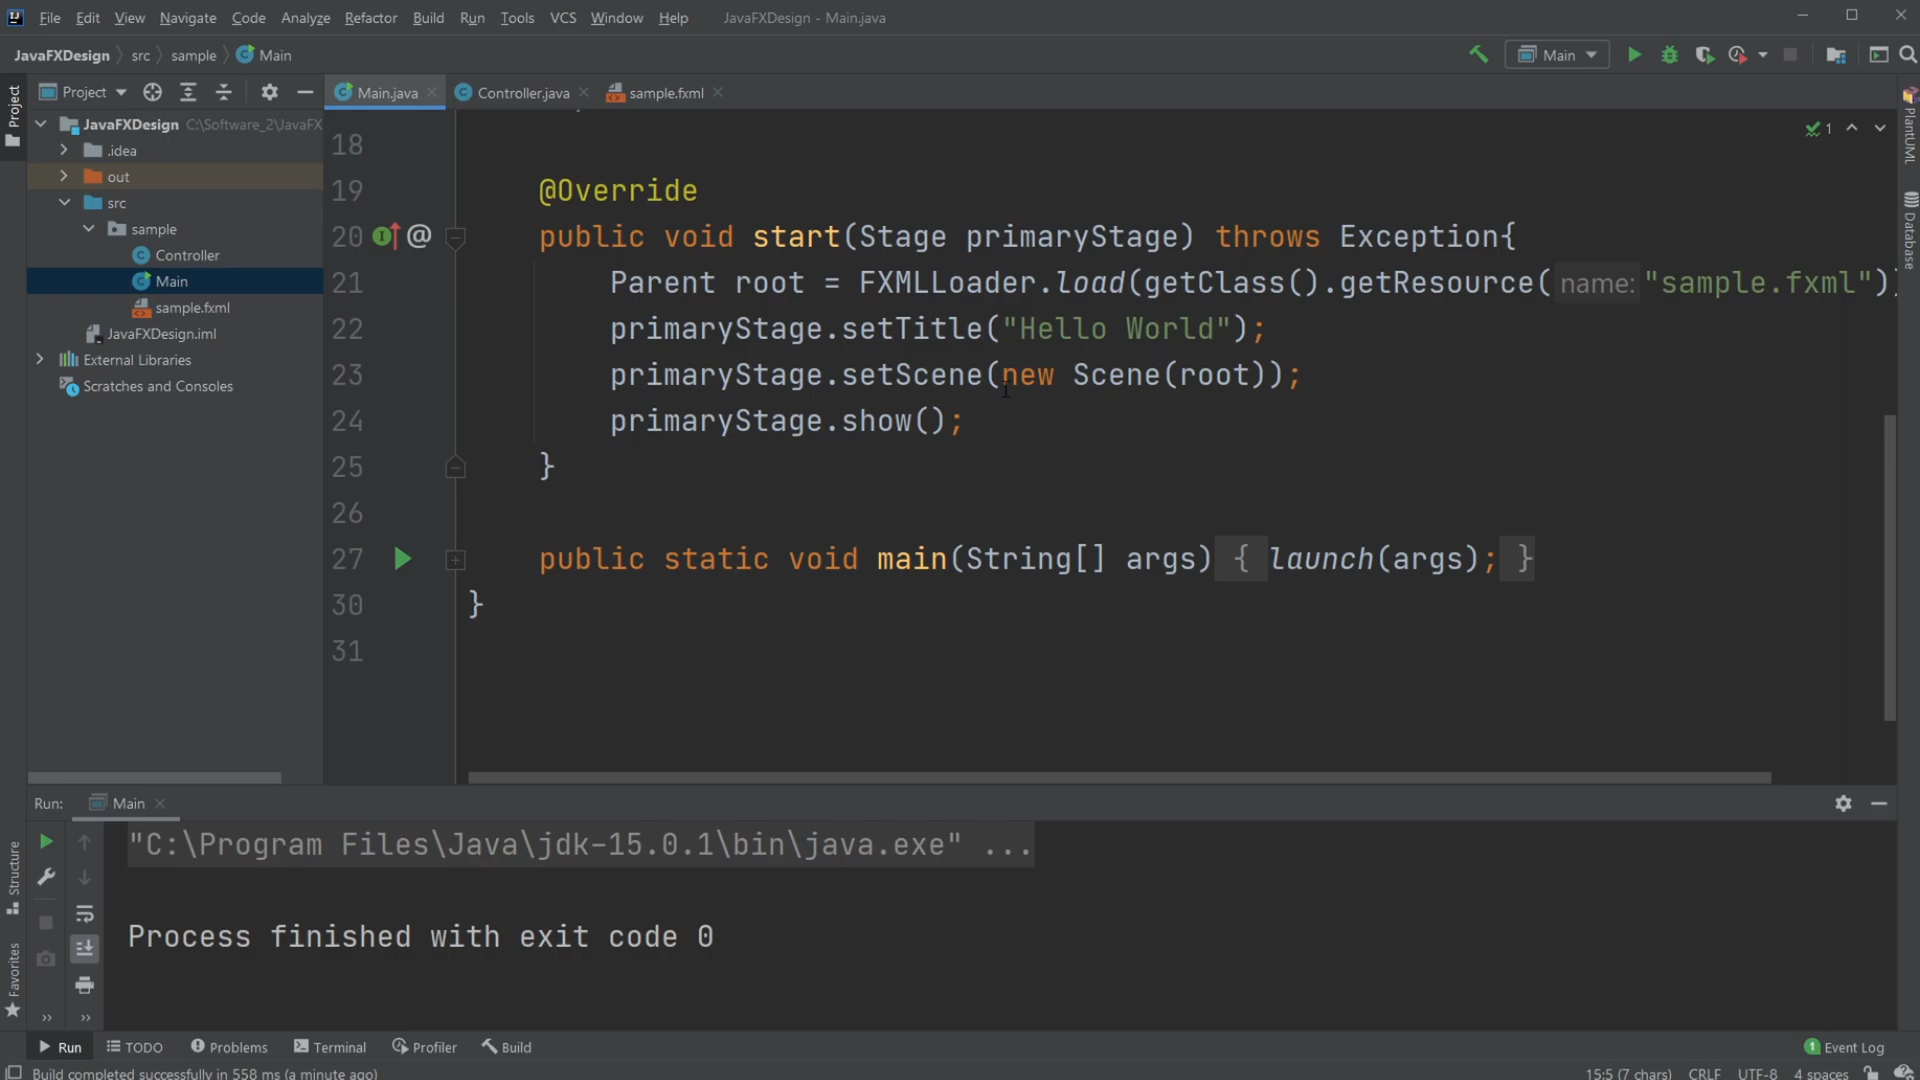 File Edit View Navigate Code Analyze Refactor Build Run Tools VCS Window Help JavaFXDesign - Main.java
JavaFXDesign src sample Main
Main
Project
Main.java Controller.java sample.fxml
JavaFXDesign C:\Software_2\JavaFX
.idea
out
src
sample
Controller
Main
sample.fxml
JavaFXDesign.iml
External Libraries
Scratches and Consoles
Project
Structure
Favorites
PlantUML
Database
1
18
19 @Override
20 @ public void start(Stage primaryStage) throws Exception{
21 Parent root = FXMLLoader.load(getClass().getResource( name: "sample.fxml"))
22 primaryStage.setTitle("Hello World");
23 primaryStage.setScene(new Scene(root));
24 primaryStage.show();
25 }
26
27 public static void main(String[] args) { launch(args); }
30 }
31
Run: Main
"C:\Program Files\Java\jdk-15.0.1\bin\java.exe" ...
Process finished with exit code 0
Run TODO Problems Terminal Profiler Build 1 Event Log
Build completed successfully in 558 ms (a minute ago) 15:5 (7 chars) CRLF UTF-8 4 spaces